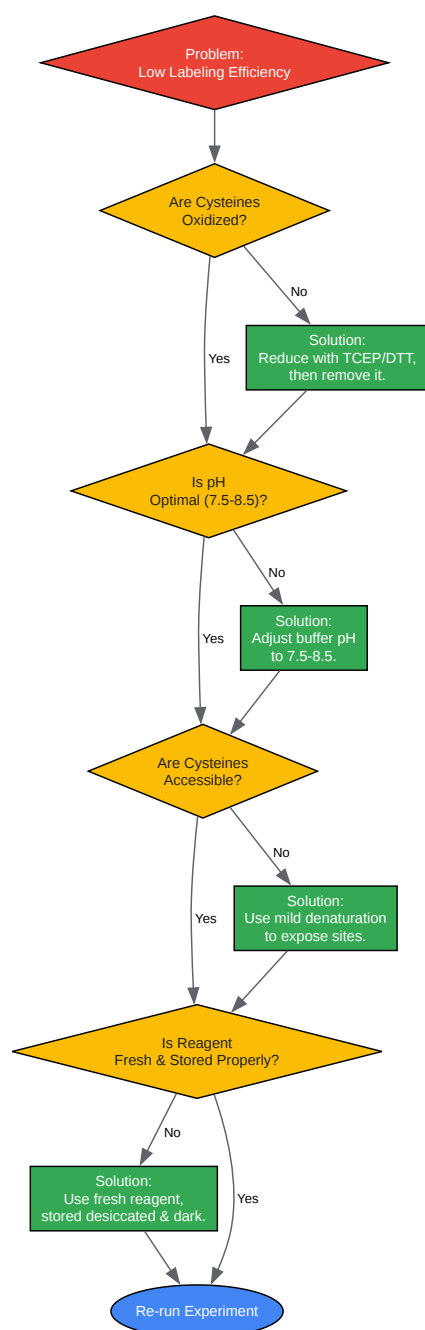 Problem:
Low Labeling Efficiency
Are Cysteines
Oxidized?
No
Yes
Solution:
Reduce with TCEP/DTT,
then remove it.
Is pH
Optimal (7.5-8.5)?
No
Yes
Solution:
Adjust buffer pH
to 7.5-8.5.
Are Cysteines
Accessible?
No
Yes
Solution:
Use mild denaturation
to expose sites.
Is Reagent
Fresh & Stored Properly?
No
Yes
Solution:
Use fresh reagent,
stored desiccated & dark.
Re-run Experiment